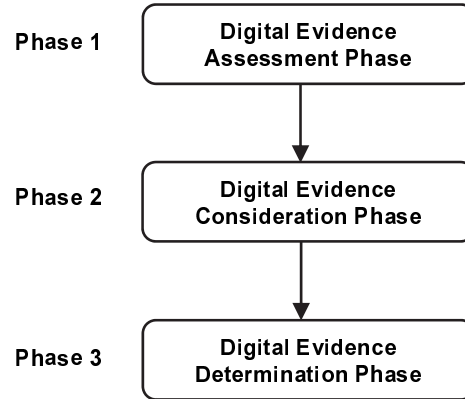 Phase 1
Digital Evidence
Assessment Phase
Phase 2
Digital Evidence
Consideration Phase
Phase 3
Digital Evidence
Determination Phase